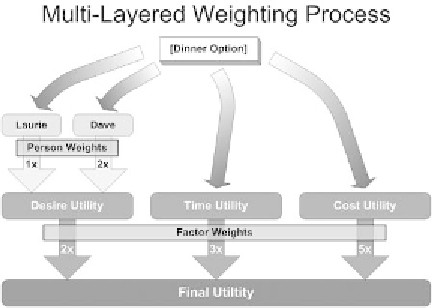 Multi-Layered Weighting Process
[Dinner Option]
Laurie
Dave
Person Weights
1x
2x
Desire Utility
Time Utility
Cost Utility
Factor Weights
2x
3x
5x
Final Utiltity